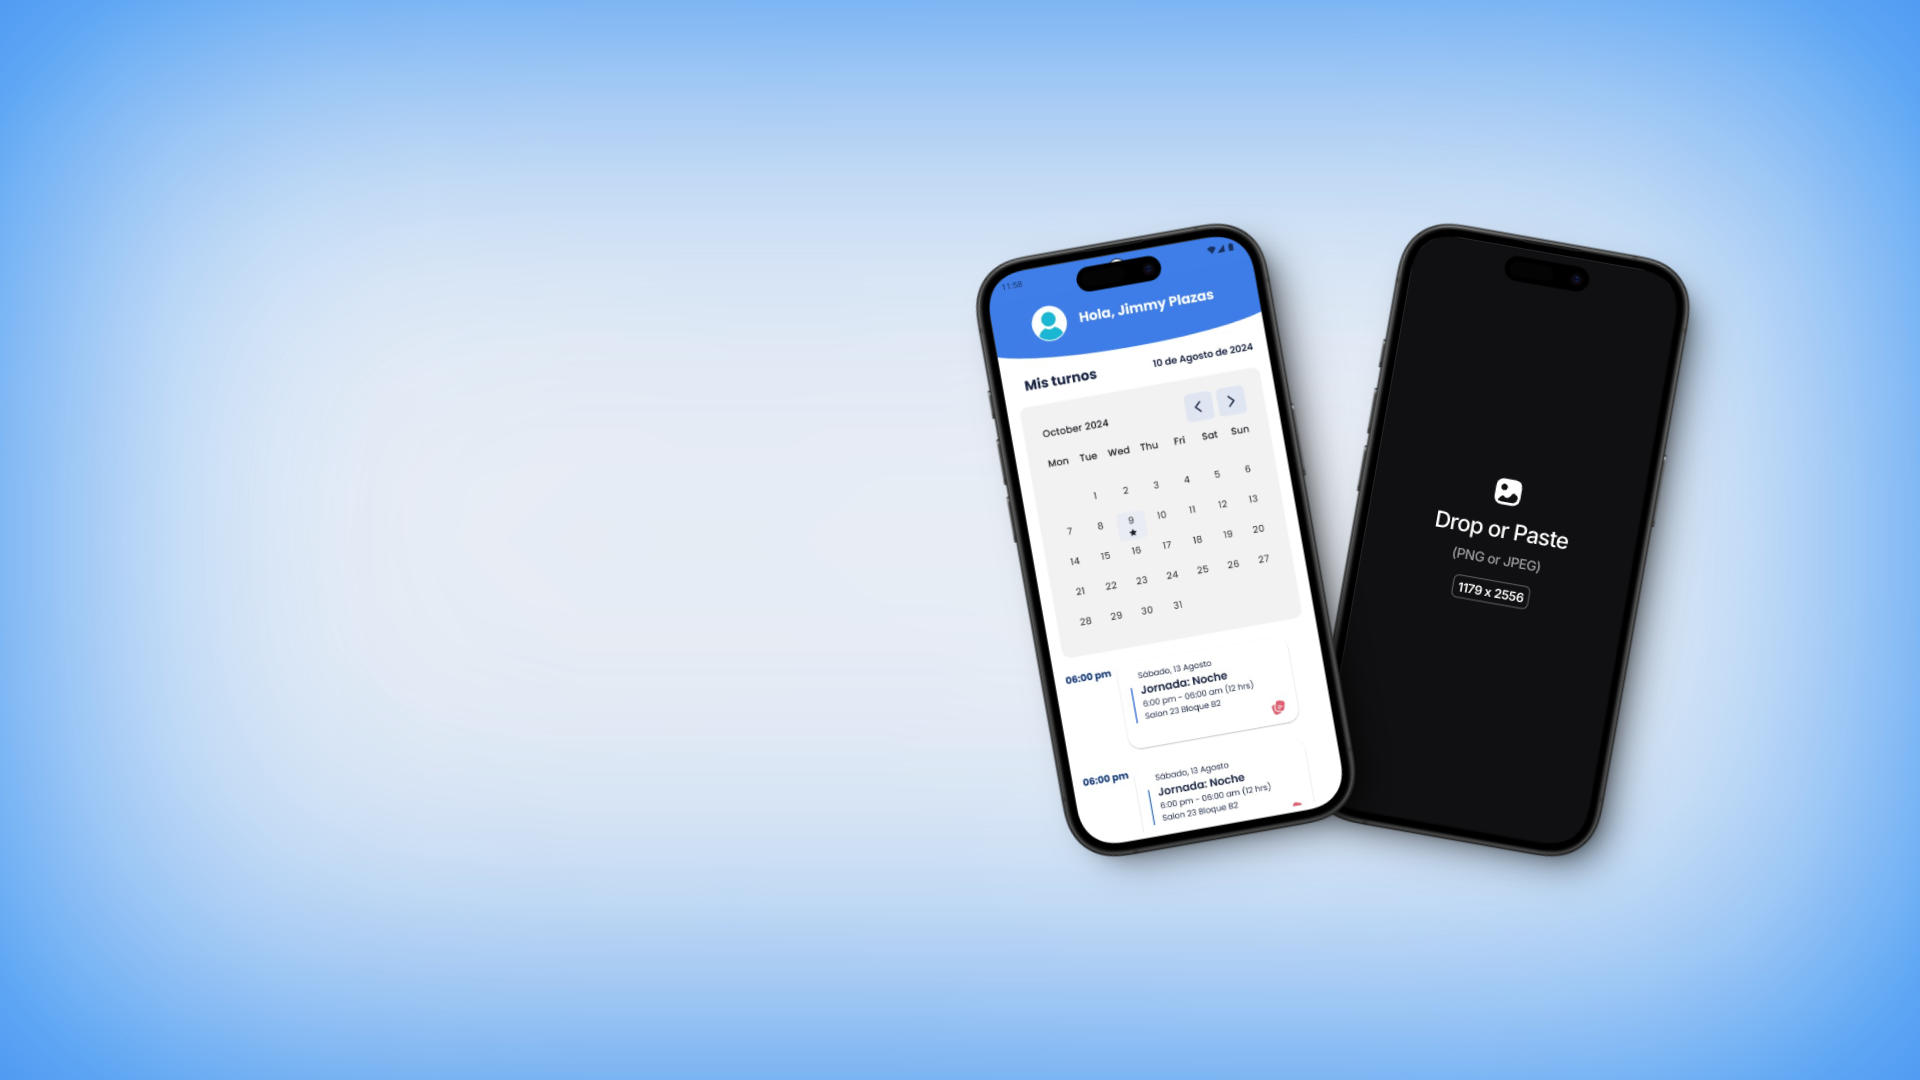 11:58
Hola, Jimmy Plazas
Mis turnos
10 de Agosto de 2024
October 2024
Mon Tue Wed Thu Fri Sat Sun
1 2 3 4 5 6
7 8 9 10 11 12 13
14 15 16 17 18 19 20
21 22 23 24 25 26 27
28 29 30 31
06:00 pm
Sábado, 13 Agosto
Jornada: Noche
6:00 pm - 06:00 am (12 hrs)
Salon 23 Bloque B2
06:00 pm
Sábado, 13 Agosto
Jornada: Noche
6:00 pm - 06:00 am (12 hrs)
Salon 23 Bloque B2
Drop or Paste
(PNG or JPEG)
1179 x 2556